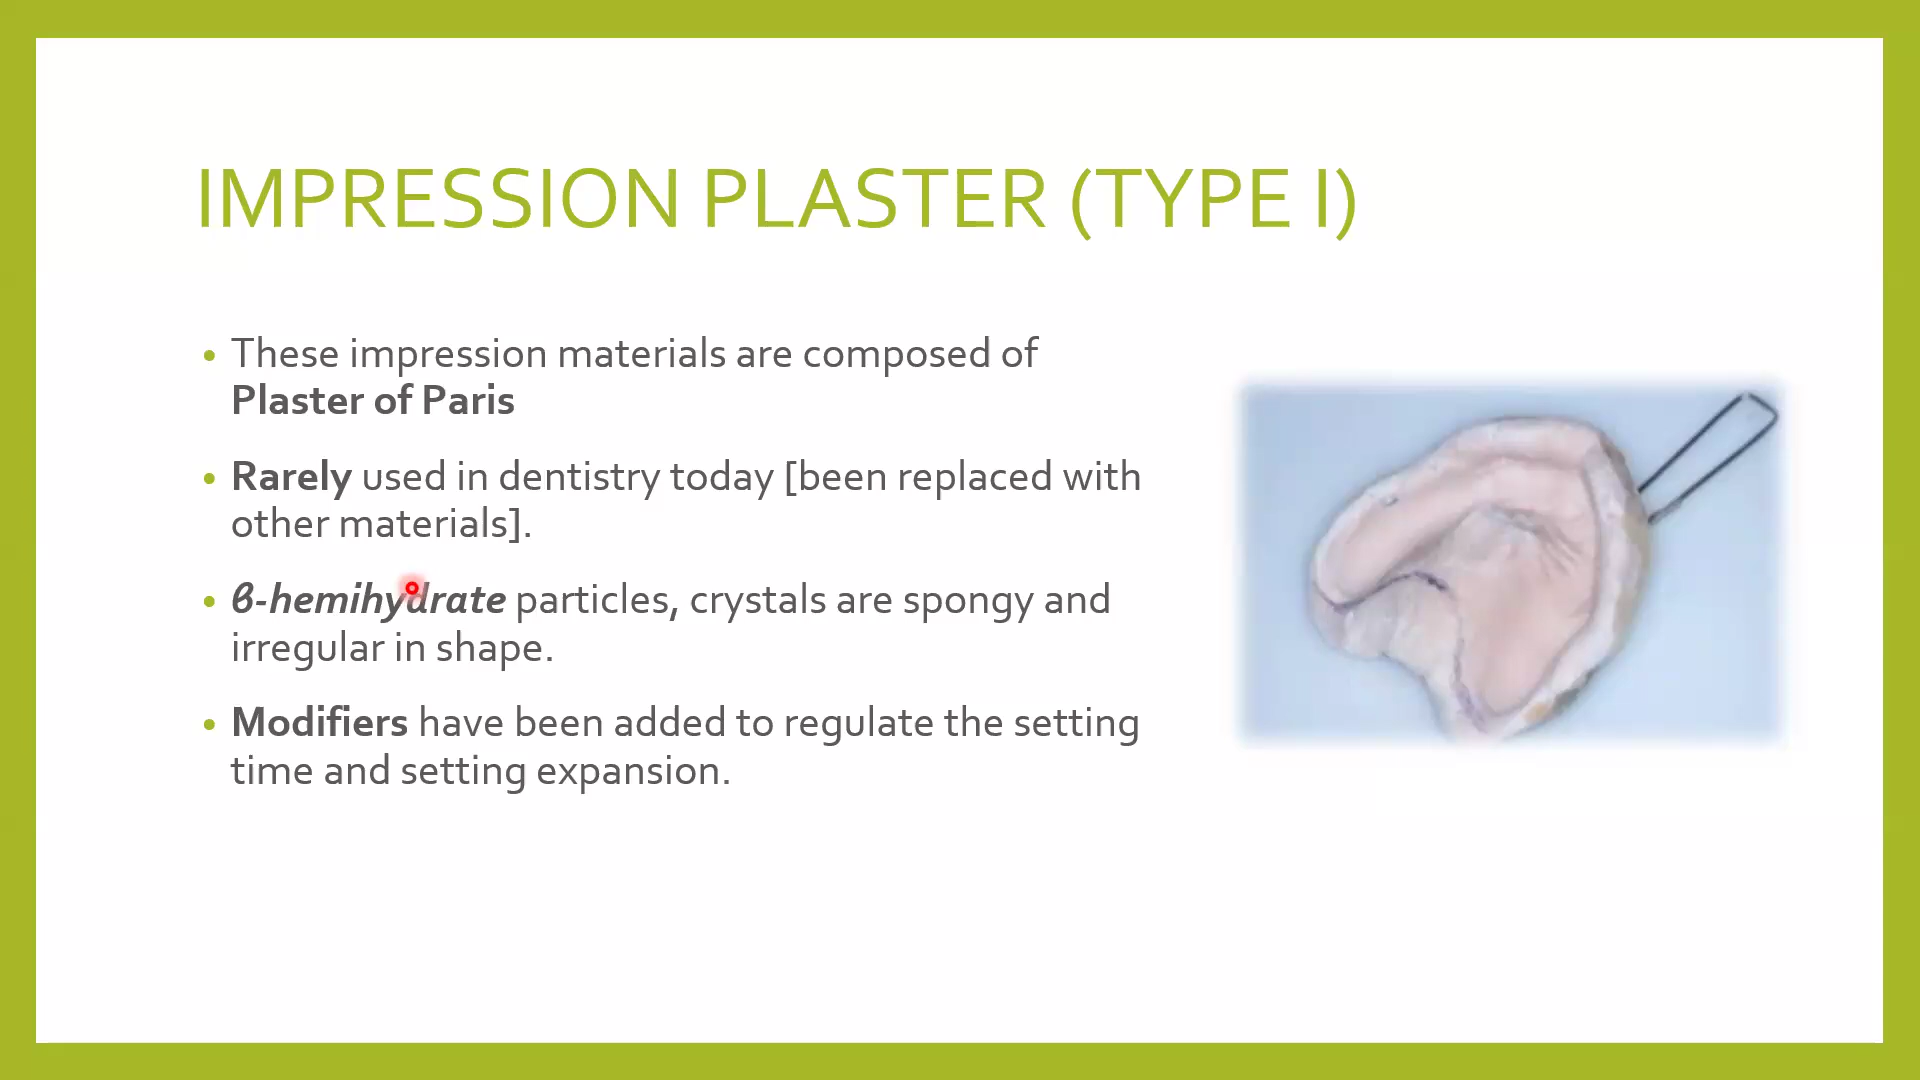 IMPRESSION PLASTER (TYPE I)
• These impression materials are composed of
Plaster of Paris
• Rarely used in dentistry today [been replaced with
other materials].
• β-hemihydrate particles, crystals are spongy and
irregular in shape.
• Modifiers have been added to regulate the setting
time and setting expansion.